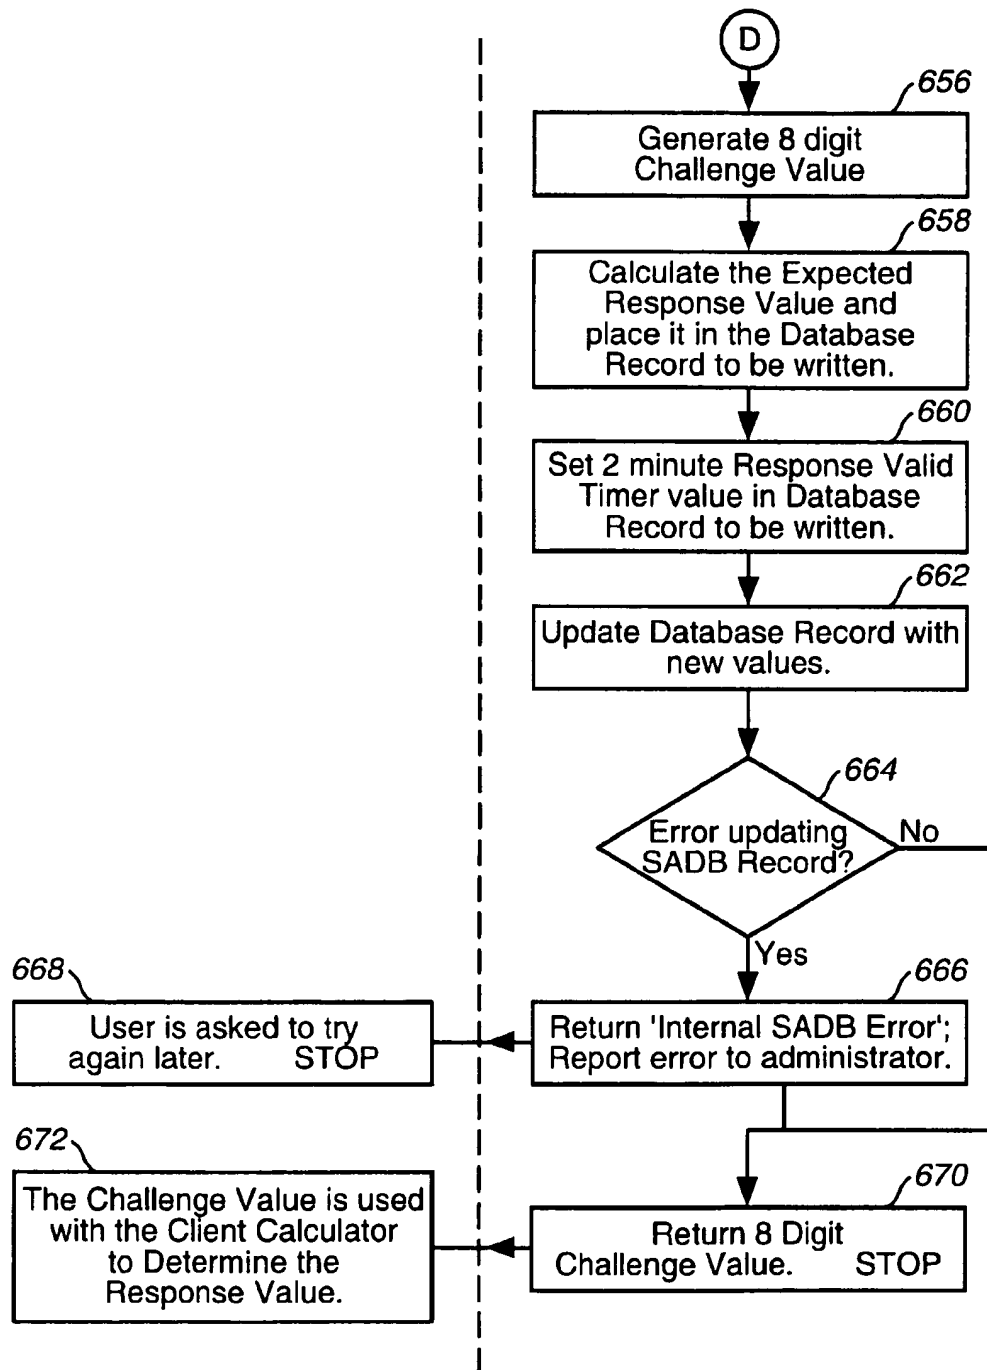 D
656
Generate 8 digit
Challenge Value
658
Calculate the Expected
Response Value and
place it in the Database
Record to be written.
660
Set 2 minute Response Valid
Timer value in Database
Record to be written.
662
Update Database Record with
new values.
664
Error updating
SADB Record?
No
Yes
668
User is asked to try
again later. STOP
666
Return 'Internal SADB Error';
Report error to administrator.
672
The Challenge Value is used
with the Client Calculator
to Determine the
Response Value.
670
Return 8 Digit
Challenge Value. STOP